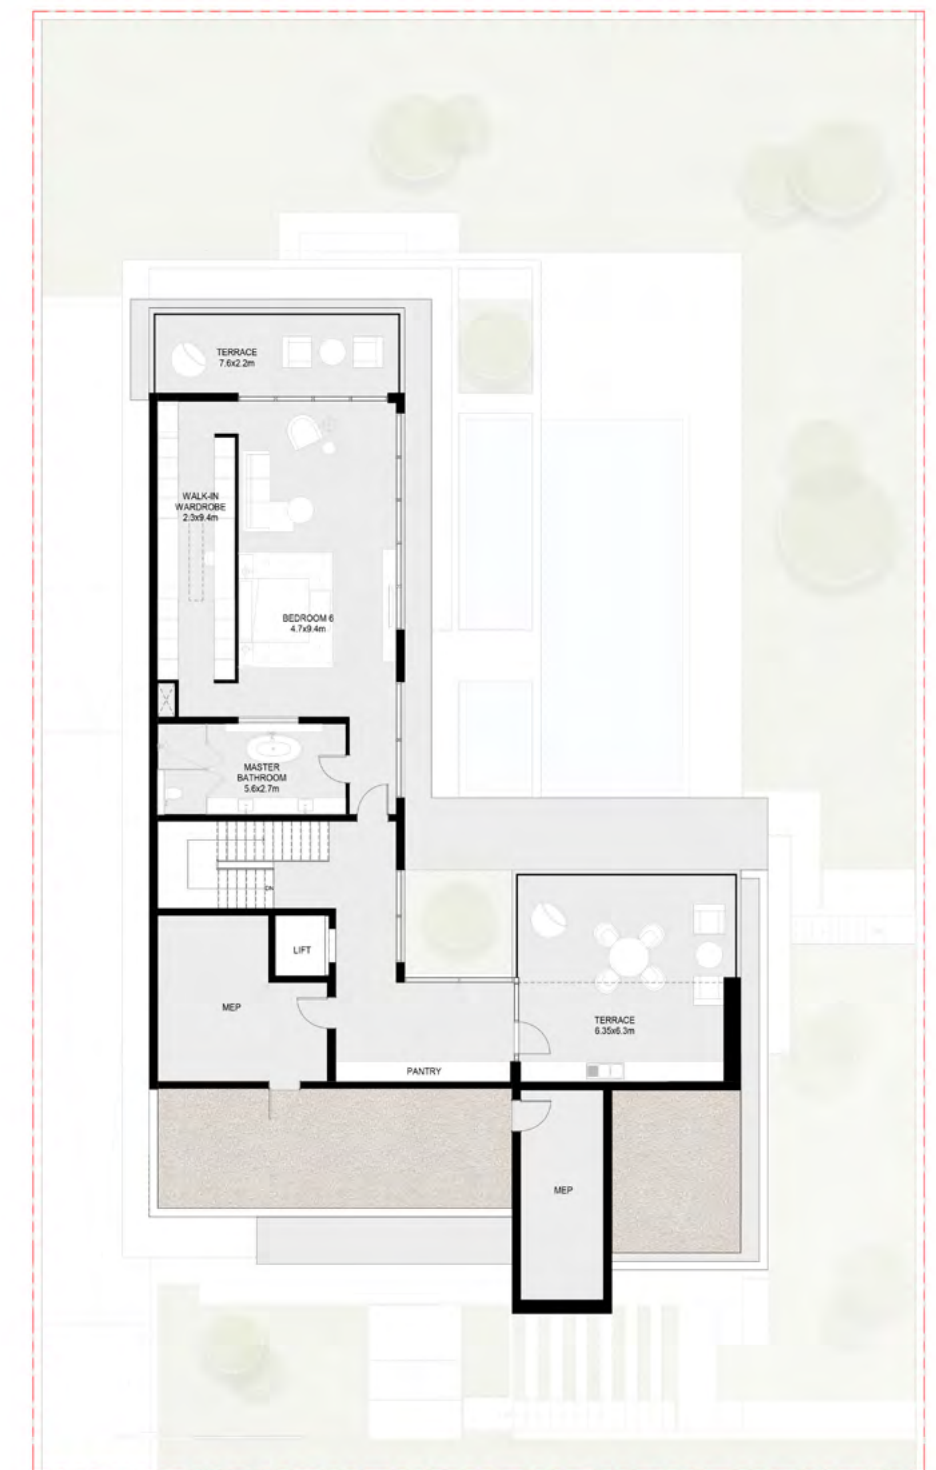 TERRACE
7.6x2.2m
WALK-IN
WARDROBE
2.3x9.4m
BEDROOM 6
4.7x9.4m
MASTER
BATHROOM
5.6x2.7m
DN
LIFT
MEP
TERRACE
6.35x6.3m
PANTRY
MEP